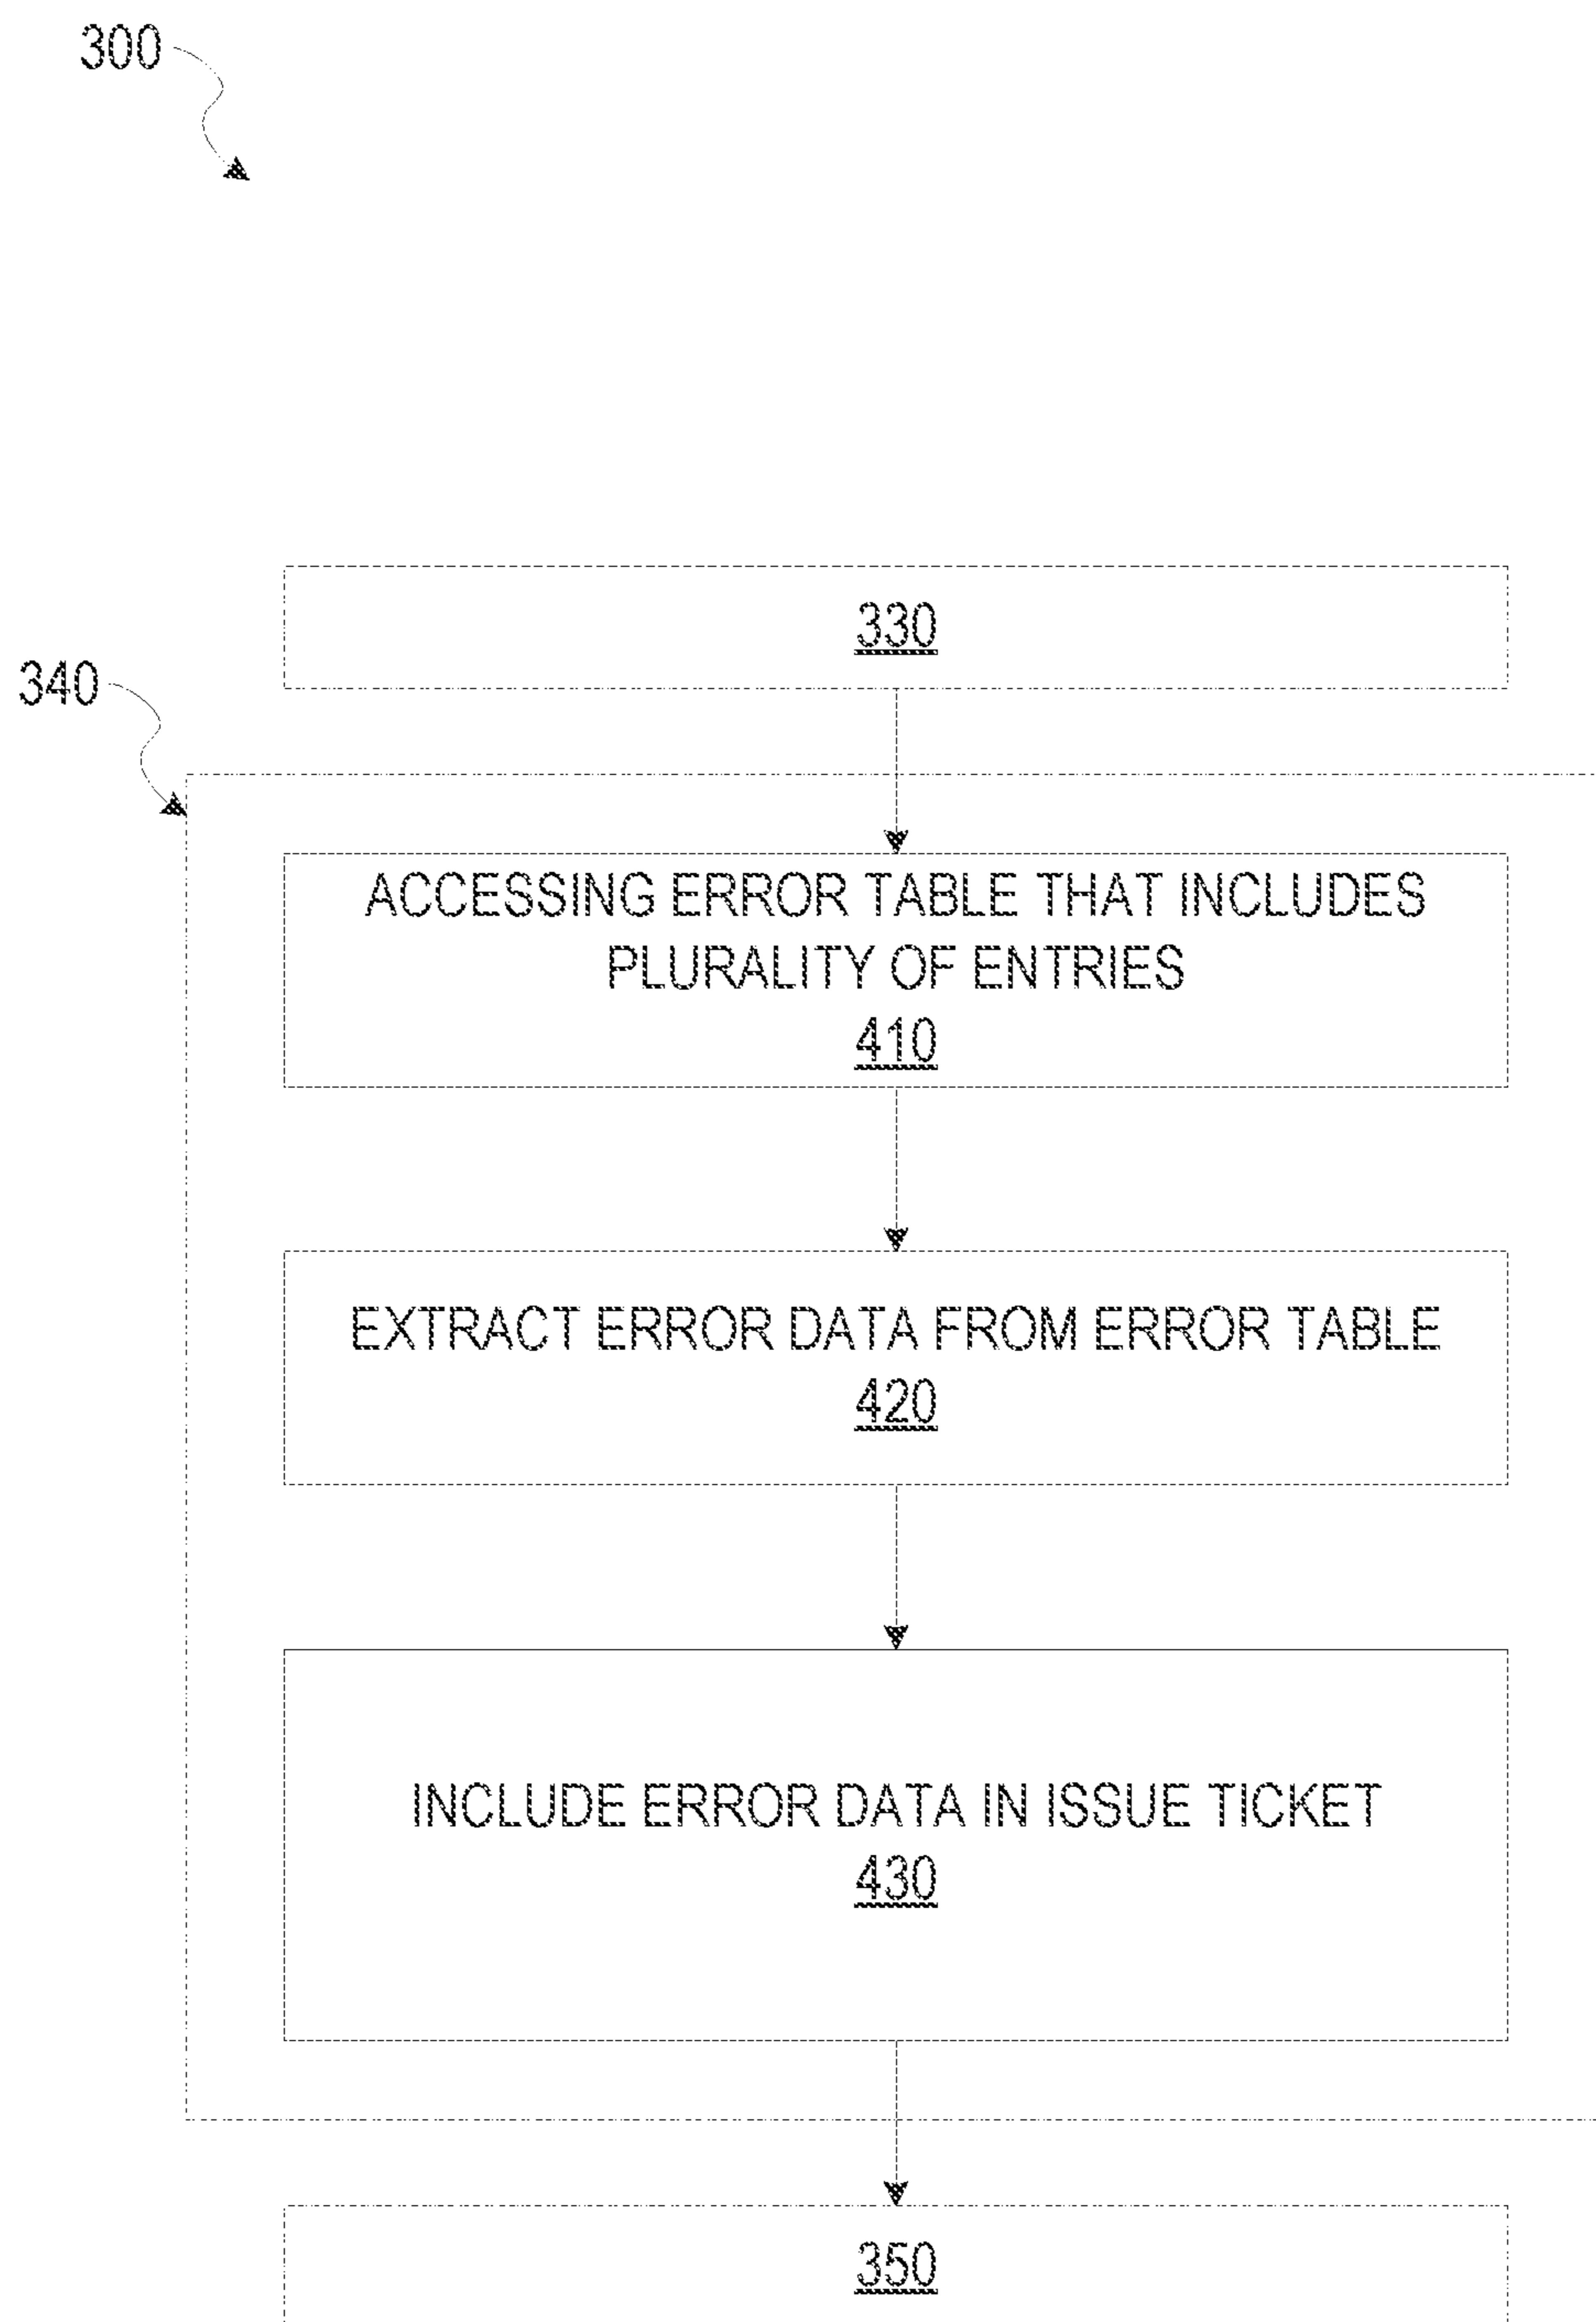 300
330
340
ACCESSING ERROR TABLE THAT INCLUDES
PLURALITY OF ENTRIES
410
EXTRACT ERROR DATA FROM ERROR TABLE
420
INCLUDE ERROR DATA IN ISSUE TICKET
430
350